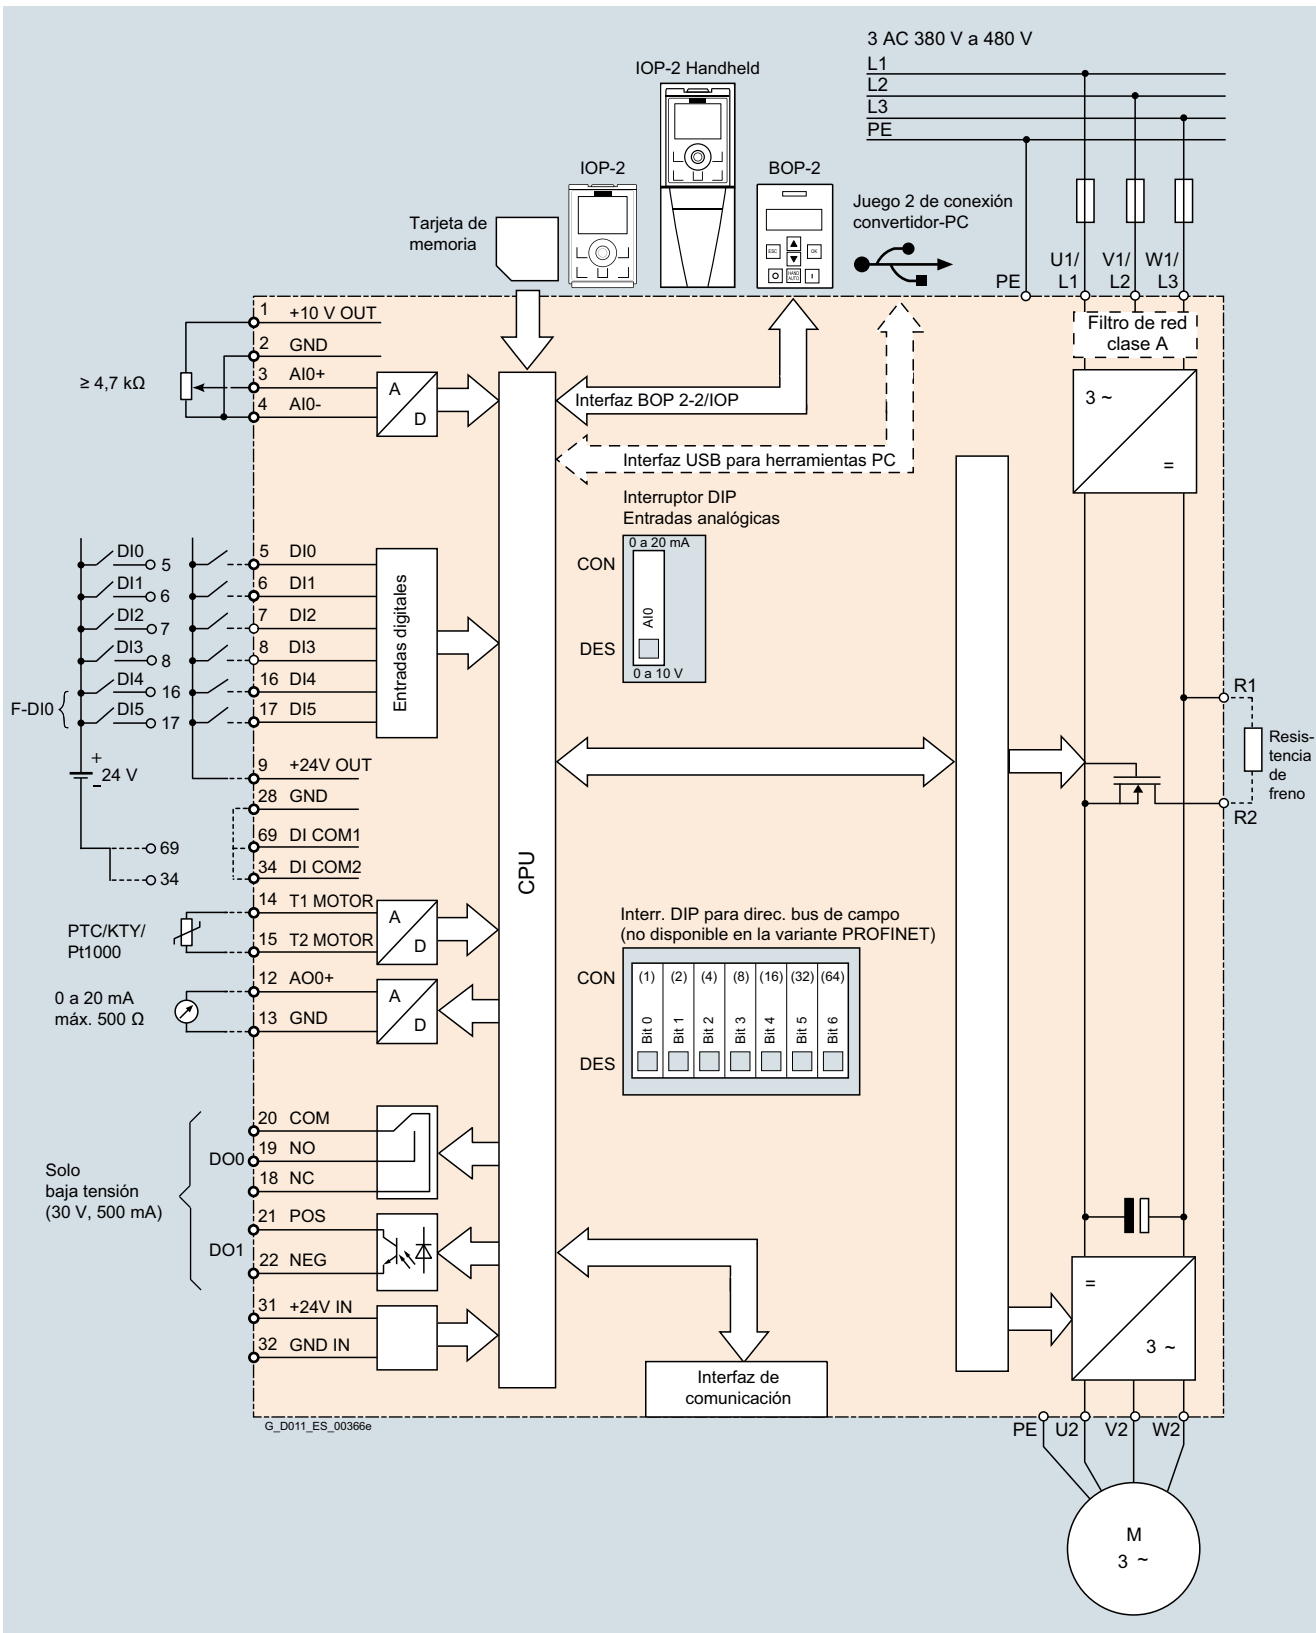 3 AC 380 V a 480 V
L1
L2
L3
PE
IOP-2 Handheld
IOP-2
BOP-2
Tarjeta de
memoria
Juego 2 de conexión
convertidor-PC
ESC
OK
HAND
AUTO
PE
U1/
L1
V1/
L2
W1/
L3
Filtro de red
clase A
3 ~
=
1 +10 V OUT
2 GND
3 AI0+
4 AI0-
≥ 4,7 kΩ
A
D
Interfaz BOP 2-2/IOP
Interfaz USB para herramientas PC
Interruptor DIP
Entradas analógicas
0 a 20 mA
CON
AI0
DES
0 a 10 V
DI0 5
DI1 6
DI2 7
DI3 8
DI4 16
DI5 17
F-DI0
5 DI0
6 DI1
7 DI2
8 DI3
16 DI4
17 DI5
Entradas digitales
+
- 24 V
69
34
9 +24V OUT
28 GND
69 DI COM1
34 DI COM2
14 T1 MOTOR
15 T2 MOTOR
A
D
PTC/KTY/
Pt1000
12 AO0+
13 GND
A
D
0 a 20 mA
máx. 500 Ω
CPU
R1
Resis-
tencia
de
freno
R2
Interr. DIP para direc. bus de campo
(no disponible en la variante PROFINET)
CON
(1) (2) (4) (8) (16) (32) (64)
Bit 0 Bit 1 Bit 2 Bit 3 Bit 4 Bit 5 Bit 6
DES
20 COM
19 NO
18 NC
DO0
Solo
baja tensión
(30 V, 500 mA)
21 POS
22 NEG
DO1
31 +24V IN
32 GND IN
=
3 ~
Interfaz de
comunicación
G_D011_ES_00366e
PE
U2
V2
W2
M
3 ~